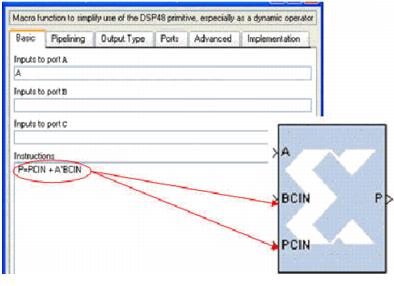 Macro function to simplify use of the DSP48 primitive, especially as a dynamic operator
Basic Pipelining Output Type Ports Advanced Implementation
Inputs to port A
A
Inputs to port B
Inputs to port C
Instructions
P=PCIN + A*BCIN
A
BCIN P
PCIN